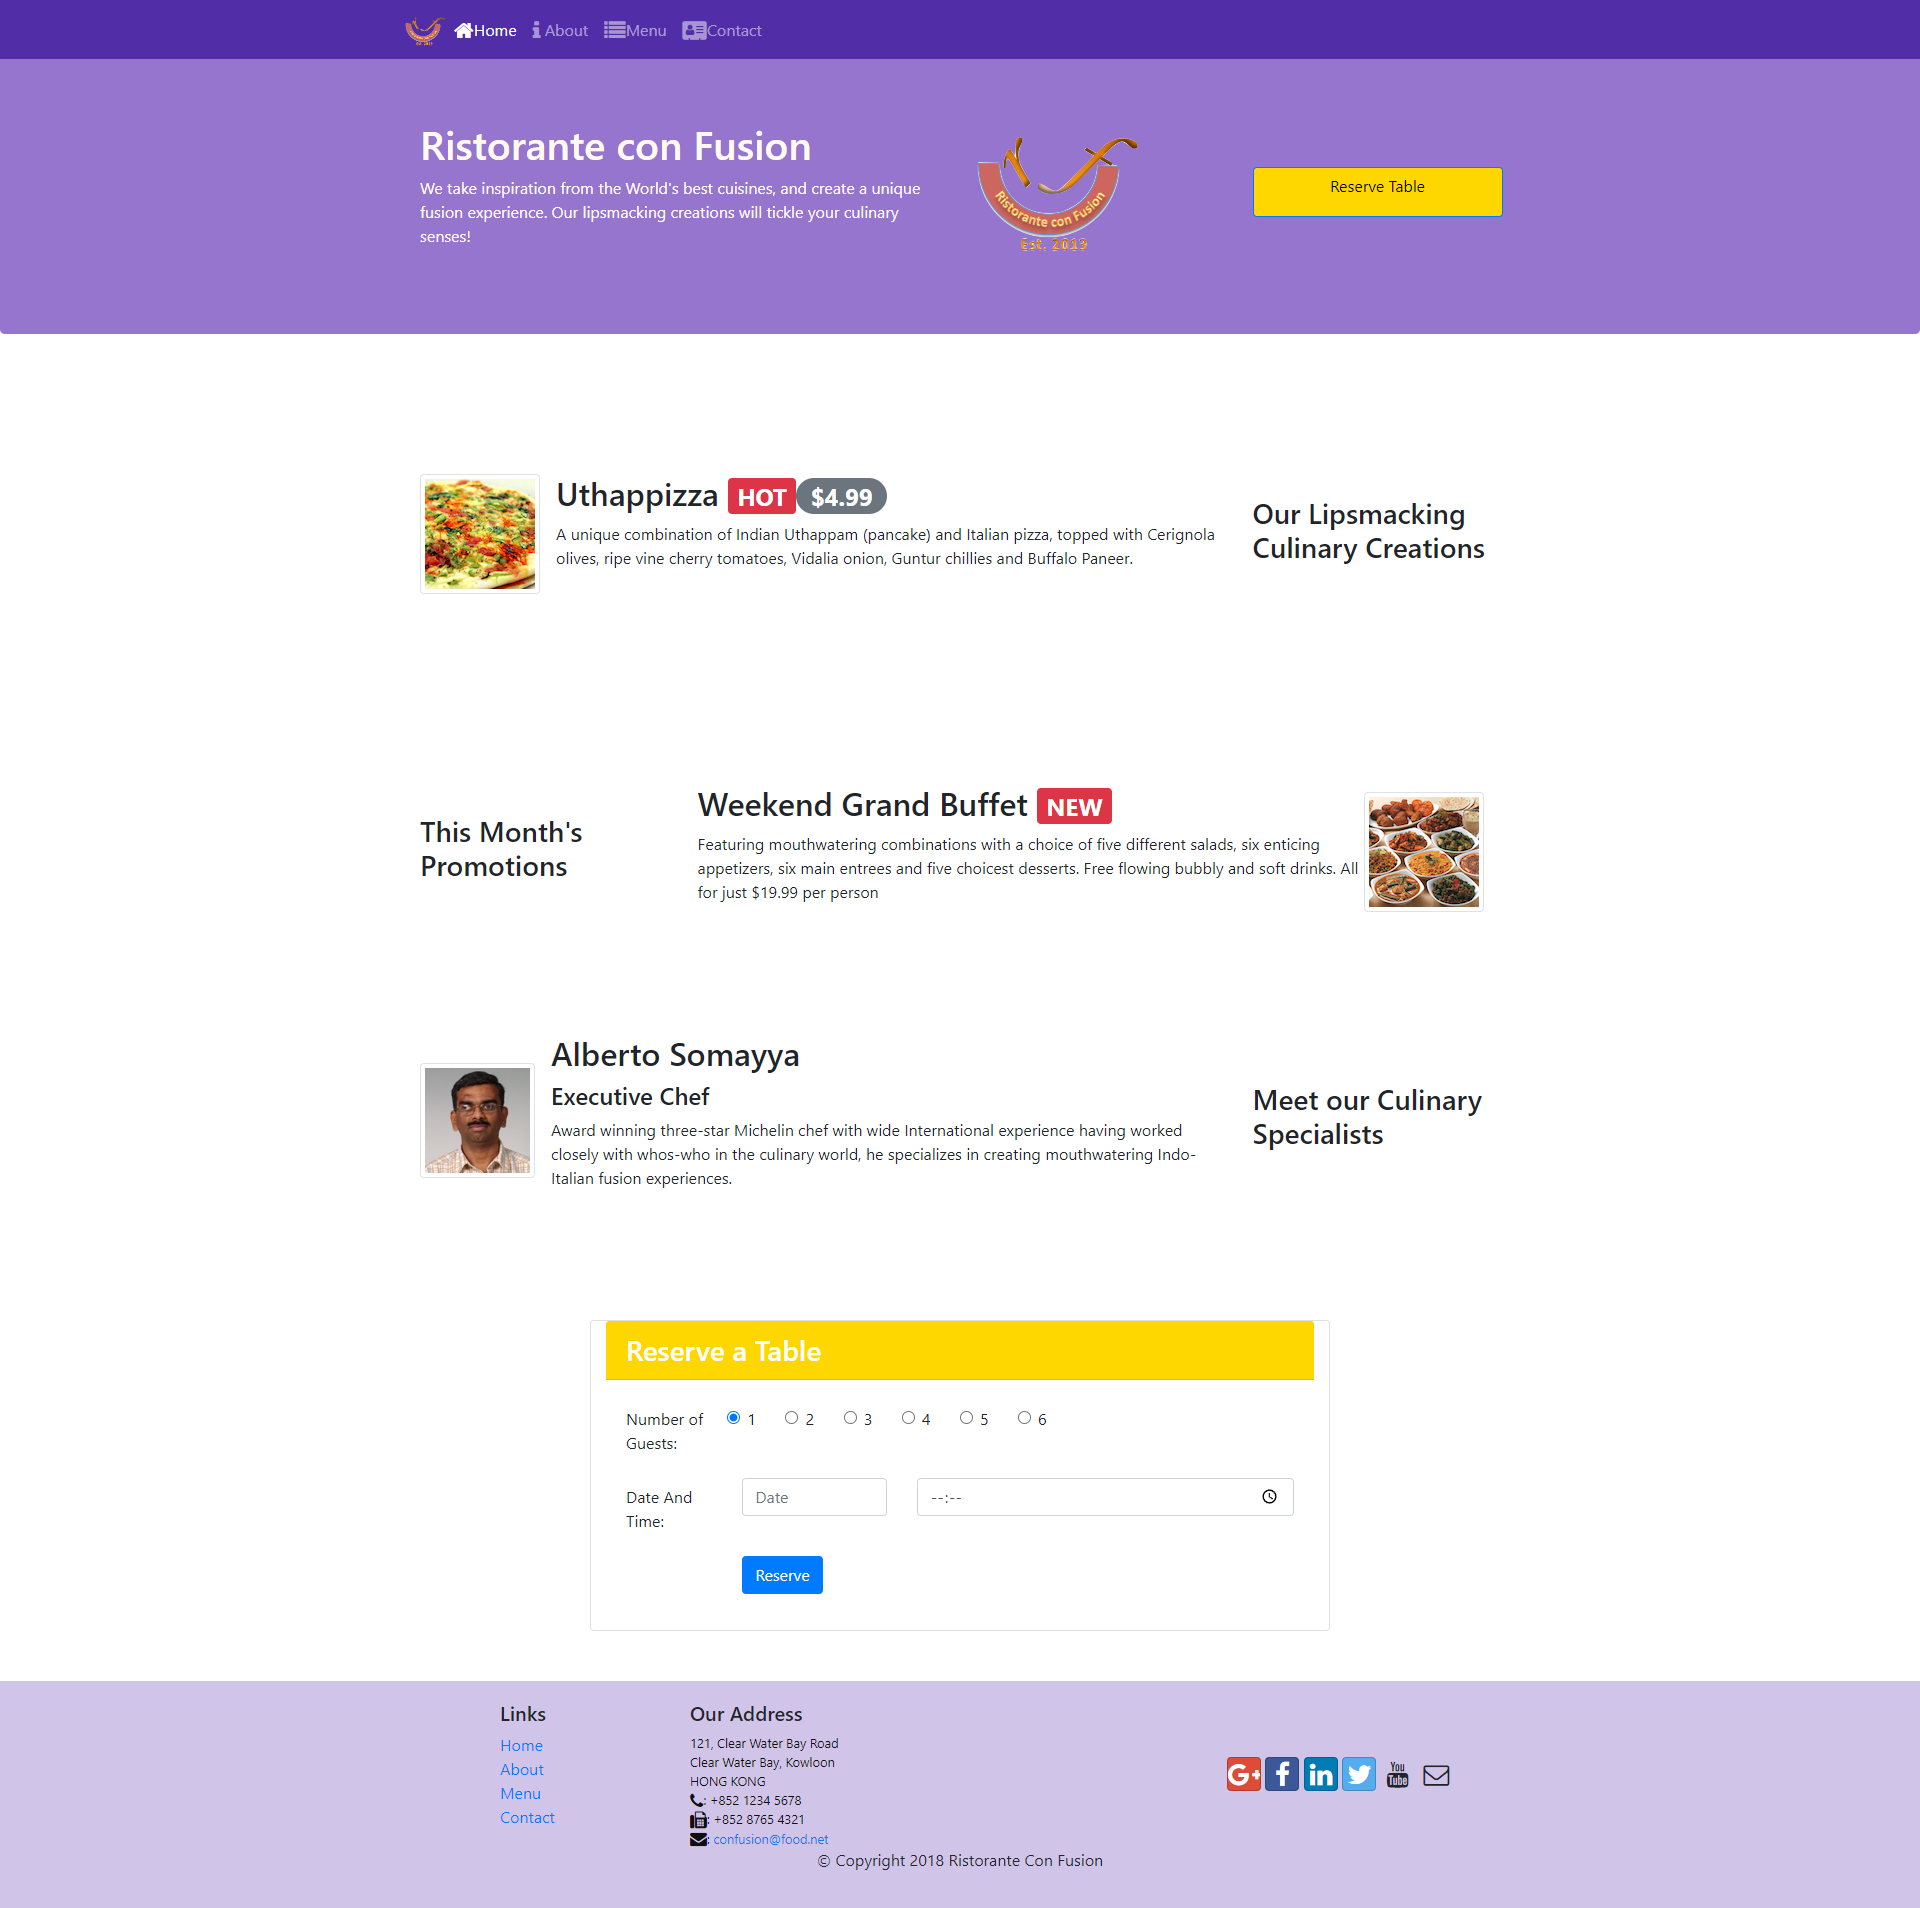 Home About Menu Contact
Ristorante con Fusion
We take inspiration from the World's best cuisines, and create a unique
fusion experience. Our lipsmacking creations will tickle your culinary
senses!
Ristorante con Fusion
Est. 2013
Reserve Table
Uthappizza HOT $4.99
A unique combination of Indian Uthappam (pancake) and Italian pizza, topped with Cerignola
olives, ripe vine cherry tomatoes, Vidalia onion, Guntur chillies and Buffalo Paneer.
Our Lipsmacking
Culinary Creations
This Month's
Promotions
Weekend Grand Buffet NEW
Featuring mouthwatering combinations with a choice of five different salads, six enticing
appetizers, six main entrees and five choicest desserts. Free flowing bubbly and soft drinks. All
for just $19.99 per person
Alberto Somayya
Executive Chef
Award winning three-star Michelin chef with wide International experience having worked
closely with whos-who in the culinary world, he specializes in creating mouthwatering Indo-
Italian fusion experiences.
Meet our Culinary
Specialists
Reserve a Table
Number of
Guests:
1 2 3 4 5 6
Date And
Time:
Date
--:--
Reserve
Links
Home
About
Menu
Contact
Our Address
121, Clear Water Bay Road
Clear Water Bay, Kowloon
HONG KONG
: +852 1234 5678
: +852 8765 4321
: confusion@food.net
G+ f in You Tube
© Copyright 2018 Ristorante Con Fusion